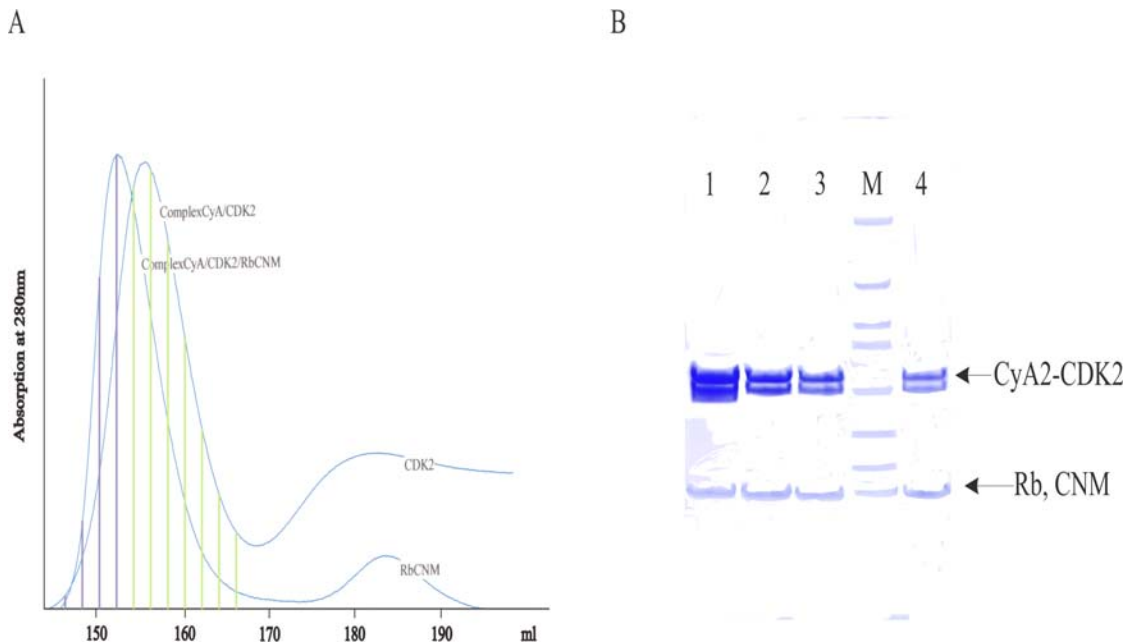 A
B
Absorption at 280nm
ComplexCyA/CDK2
ComplexCyA/CDK2/RbCNM
CDK2
RbCNM
150 160 170 180 190 ml
1 2 3 M 4
CyA2-CDK2
Rb, CNM